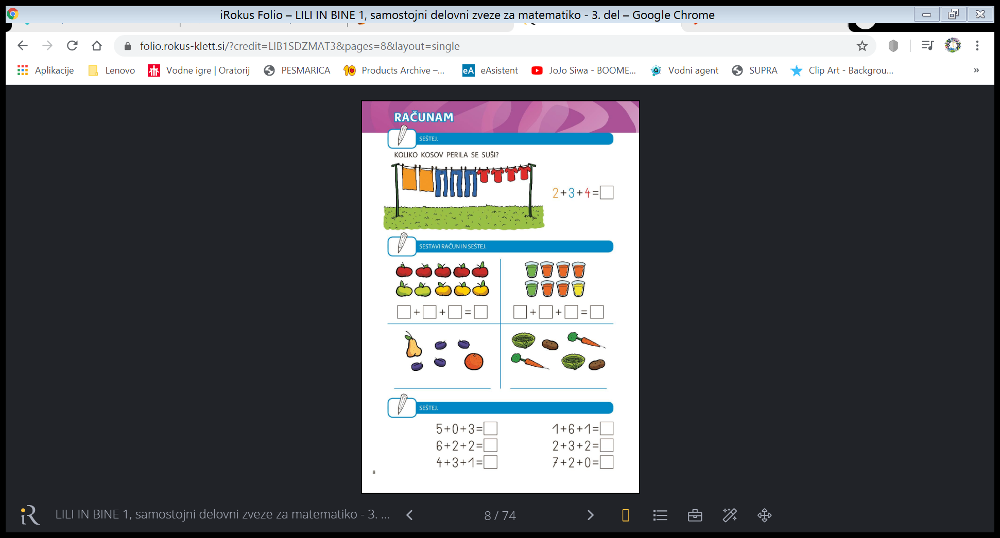 iRokus Folio – LILI IN BINE 1, samostojni delovni zveze za matematiko - 3. del – Google Chrome
folio.rokus-klett.si/?credit=LIB1SDZMAT3&pages=8&layout=single
Aplikacije Lenovo Vodne igre | Oratorij PESMARICA Products Archive –... eA eAsistent JoJo Siwa - BOOME... Vodni agent SUPRA Clip Art - Backgrou... »
RAČUNAM
SEŠTEJ.
KOLIKO KOSOV PERILA SE SUŠI?
2+3+4=
SESTAVI RAČUN IN SEŠTEJ.
+ + = + + =
SEŠTEJ.
5+0+3= 1+6+1=
6+2+2= 2+3+2=
4+3+1= 7+2+0=
8
iR LILI IN BINE 1, samostojni delovni zveze za matematiko - 3. ... 8 / 74